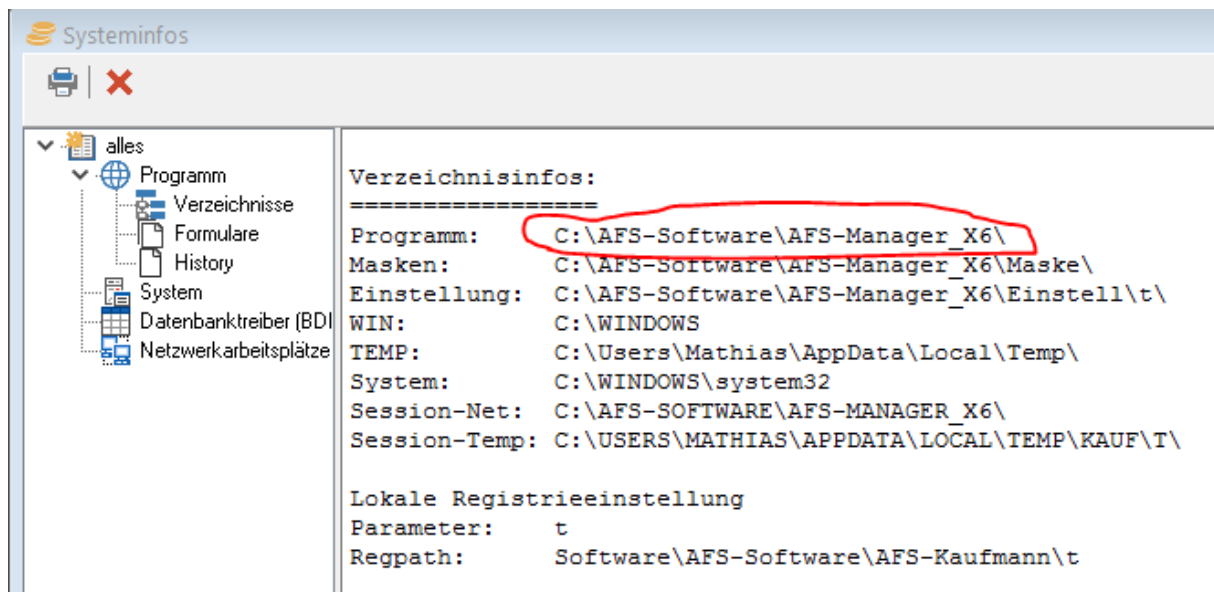 Systeminfos
alles
Programm
Verzeichnisse
Formulare
History
System
Datenbanktreiber (BDI
Netzwerkarbeitsplätze
Verzeichnisinfos:
=================
Programm: C:\AFS-Software\AFS-Manager_X6\
Masken: C:\AFS-Software\AFS-Manager_X6\Maske\
Einstellung: C:\AFS-Software\AFS-Manager_X6\Einstell\t\
WIN: C:\WINDOWS
TEMP: C:\Users\Mathias\AppData\Local\Temp\
System: C:\WINDOWS\system32
Session-Net: C:\AFS-SOFTWARE\AFS-MANAGER_X6\
Session-Temp: C:\USERS\MATHIAS\APPDATA\LOCAL\TEMP\KAUF\T\
Lokale Registrieeinstellung
Parameter: t
Regpath: Software\AFS-Software\AFS-Kaufmann\t